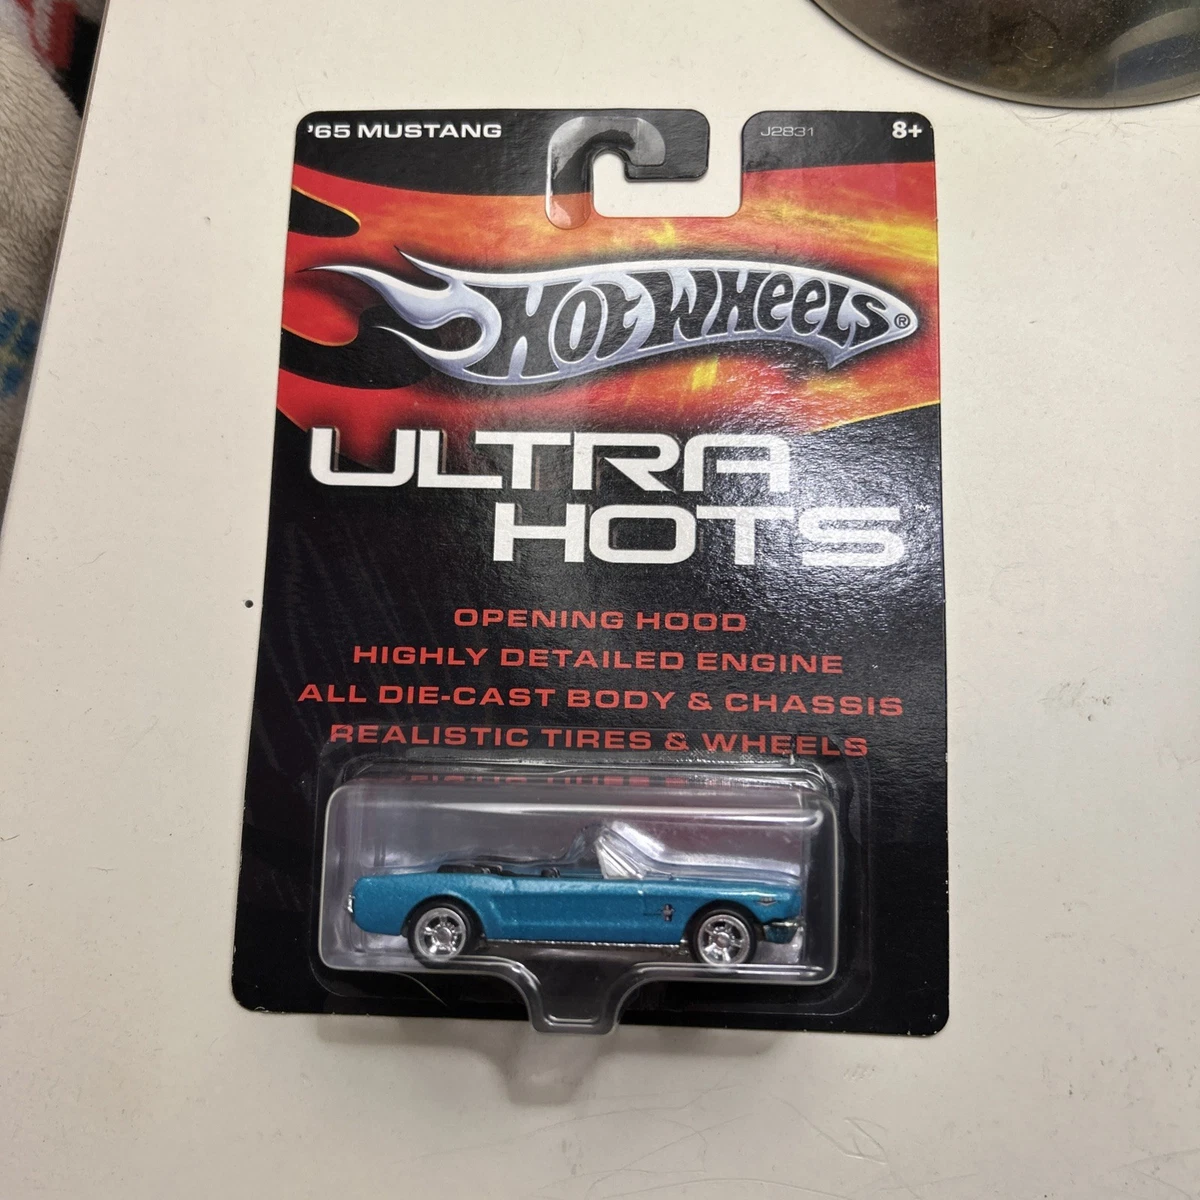 '65 MUSTANG
J2831
8+
HOT WHEELS®
ULTRA
HOTS™
OPENING HOOD
HIGHLY DETAILED ENGINE
ALL DIE-CAST BODY & CHASSIS
REALISTIC TIRES & WHEELS